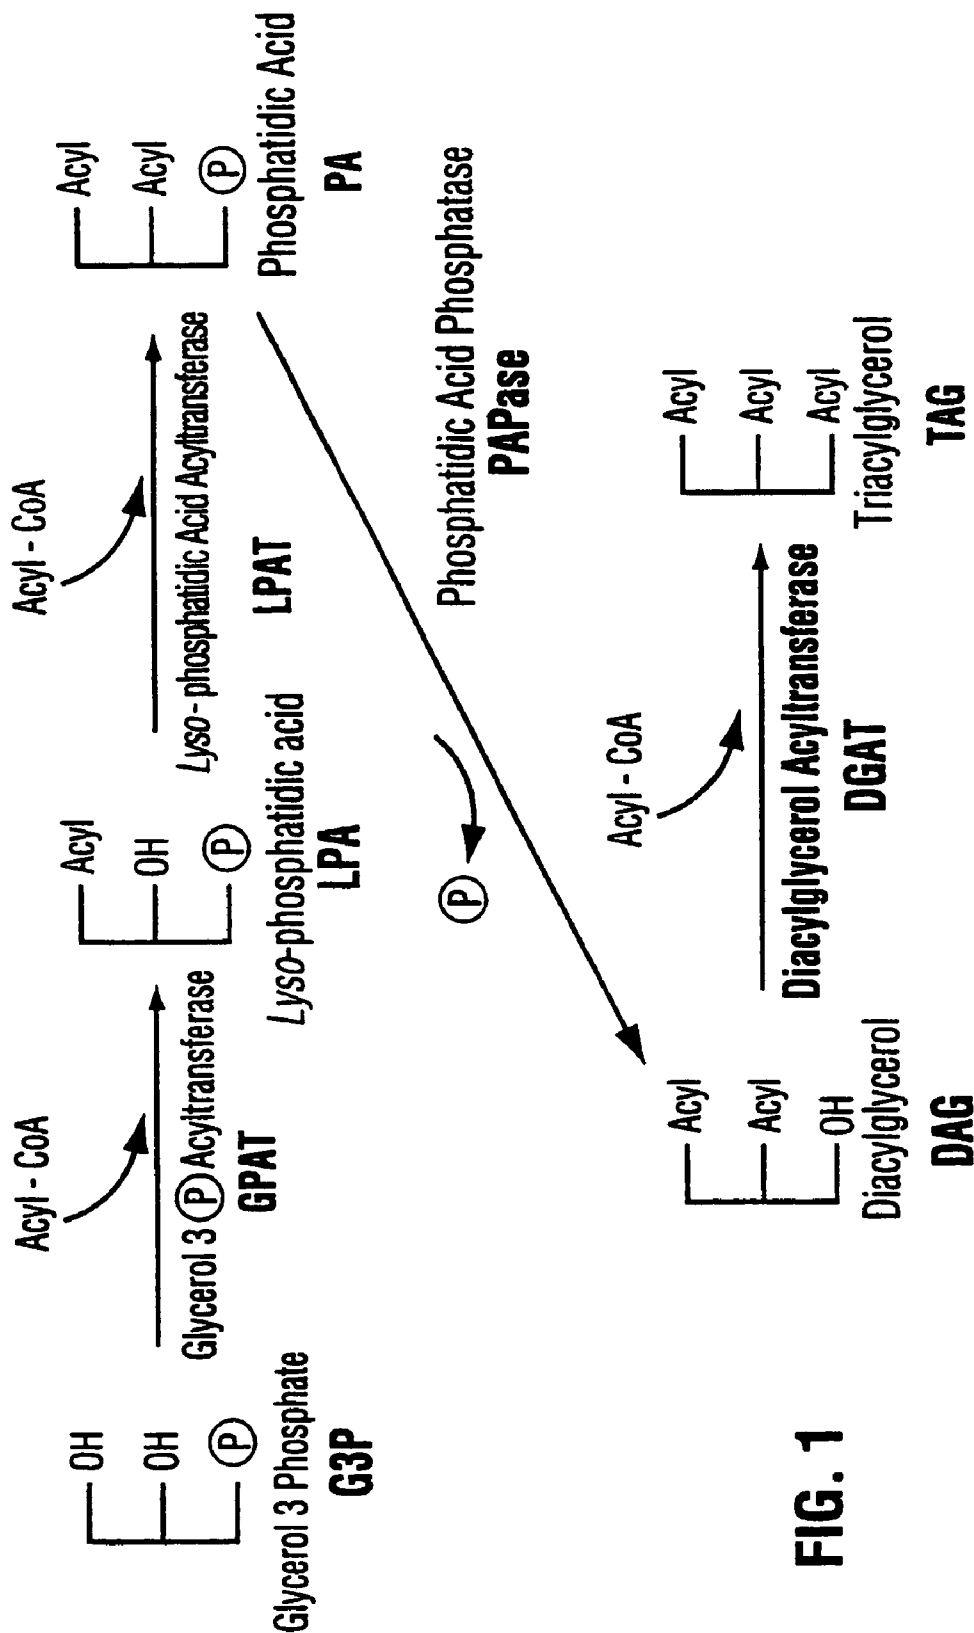 Acyl - CoA
Acyl - CoA
OH
OH
P
Glycerol 3 Phosphate
G3P
Glycerol 3 P Acyltransferase
GPAT
Acyl
OH
P
Lyso-phosphatidic acid
LPA
Lyso-phosphatidic Acid Acyltransferase
LPAT
Acyl
Acyl
P
Phosphatidic Acid
PA
P
Phosphatidic Acid Phosphatase
PAPase
Acyl
Acyl
OH
Diacylglycerol
DAG
Acyl - CoA
Diacylglycerol Acyltransferase
DGAT
Acyl
Acyl
Acyl
Triacylglycerol
TAG
FIG. 1